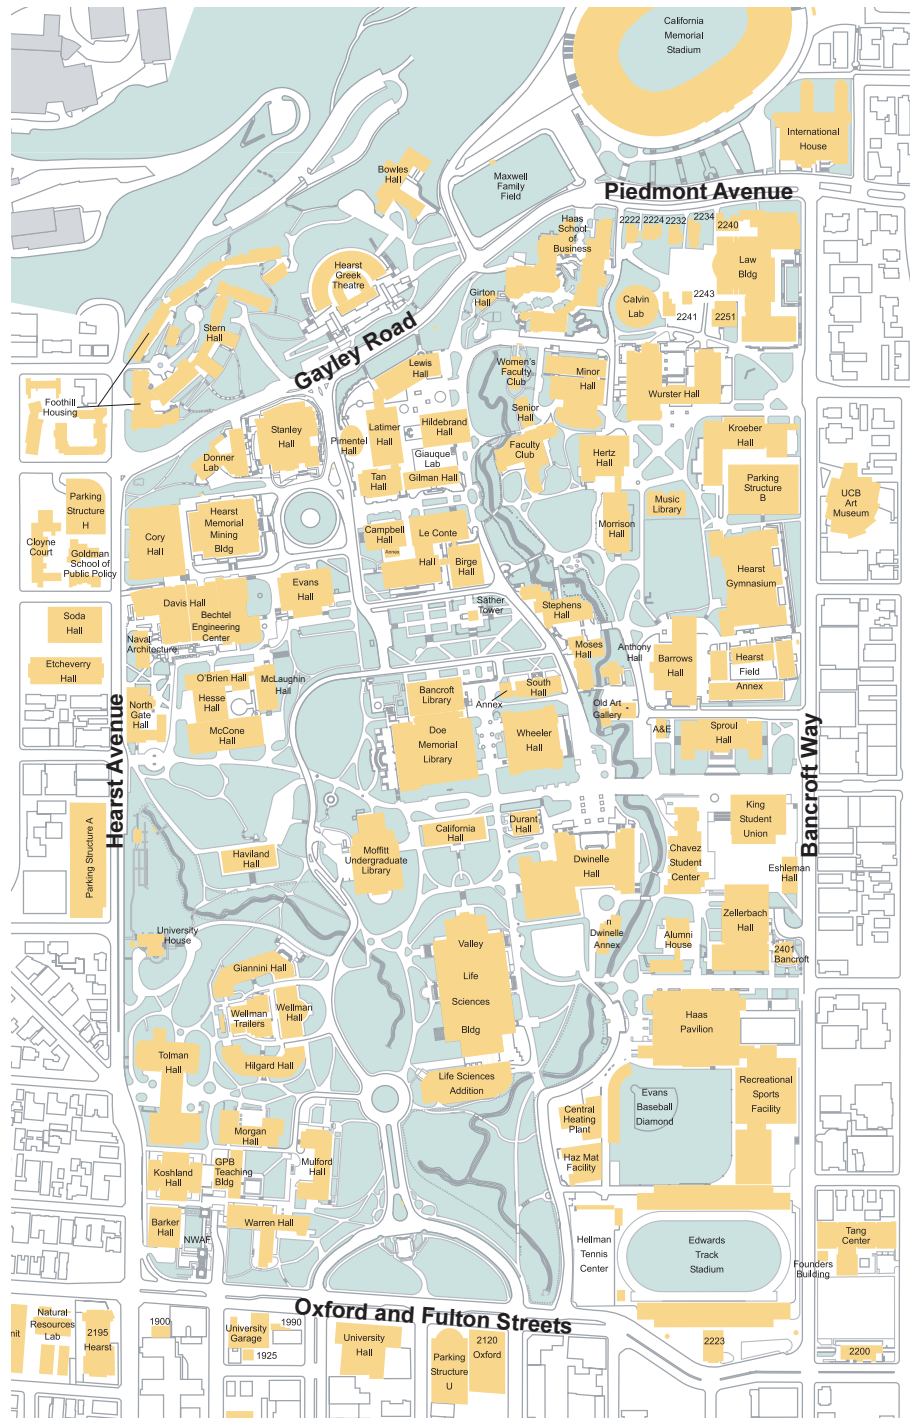 California
Memorial
Stadium
International
House
Bowles
Hall
Maxwell
Family
Field
Piedmont Avenue
Haas
School
of
Business
2222
2224
2232
2234
2240
Law
Bldg
Hearst
Greek
Theatre
Girton
Hall
Calvin
Lab
2243
2241
2251
Stern
Hall
Gayley Road
Foothill
Housing
Lewis
Hall
Women's
Faculty
Club
Minor
Hall
Wurster Hall
Senior
Hall
Stanley
Hall
Pimentel
Hall
Latimer
Hall
Hildebrand
Hall
Giauque
Lab
Faculty
Club
Hertz
Hall
Kroeber
Hall
Donner
Lab
Tan
Hall
Gilman Hall
Parking
Structure
B
UCB
Art
Museum
Parking
Structure
H
Cloyne
Court
Goldman
School of
Public Policy
Cory
Hall
Hearst
Memorial
Mining
Bldg
Campbell
Hall
Annex
Le Conte
Hall
Birge
Hall
Morrison
Hall
Music
Library
Hearst
Gymnasium
Evans
Hall
Davis Hall
Bechtel
Engineering
Center
Soda
Hall
Etcheverry
Hall
Naval
Architecture
Sather
Tower
Stephens
Hall
Moses
Hall
Anthony
Hall
Barrows
Hall
Hearst
Field
Annex
O'Brien Hall
Hesse
Hall
McLaughin
Hall
McCone
Hall
North
Gate
Hall
Bancroft
Library
Annex
South
Hall
Doe
Memorial
Library
Wheeler
Hall
Old Art
Gallery
A&E
Sproul
Hall
Hearst Avenue
Bancroft Way
Parking Structure A
Haviland
Hall
Moffitt
Undergraduate
Library
California
Hall
Durant
Hall
Dwinelle
Hall
Chavez
Student
Center
King
Student
Union
Eshleman
Hall
Zellerbach
Hall
2401
Bancroft
Alumni
House
n
Dwinelle
Annex
University
House
Giannini Hall
Wellman
Trailers
Wellman
Hall
Valley
Life
Sciences
Bldg
Haas
Pavilion
Tolman
Hall
Hilgard Hall
Life Sciences
Addition
Evans
Baseball
Diamond
Recreational
Sports
Facility
Central
Heating
Plant
Haz Mat
Facility
Morgan
Hall
Koshland
Hall
GPB
Teaching
Bldg
Mulford
Hall
Barker
Hall
NWAF
Warren Hall
Hellman
Tennis
Center
Edwards
Track
Stadium
Tang
Center
Founders
Building
Oxford and Fulton Streets
nit
Natural
Resources
Lab
2195
Hearst
1900
University
Garage
1990
1925
University
Hall
Parking
Structure
U
2120
Oxford
2223
2200